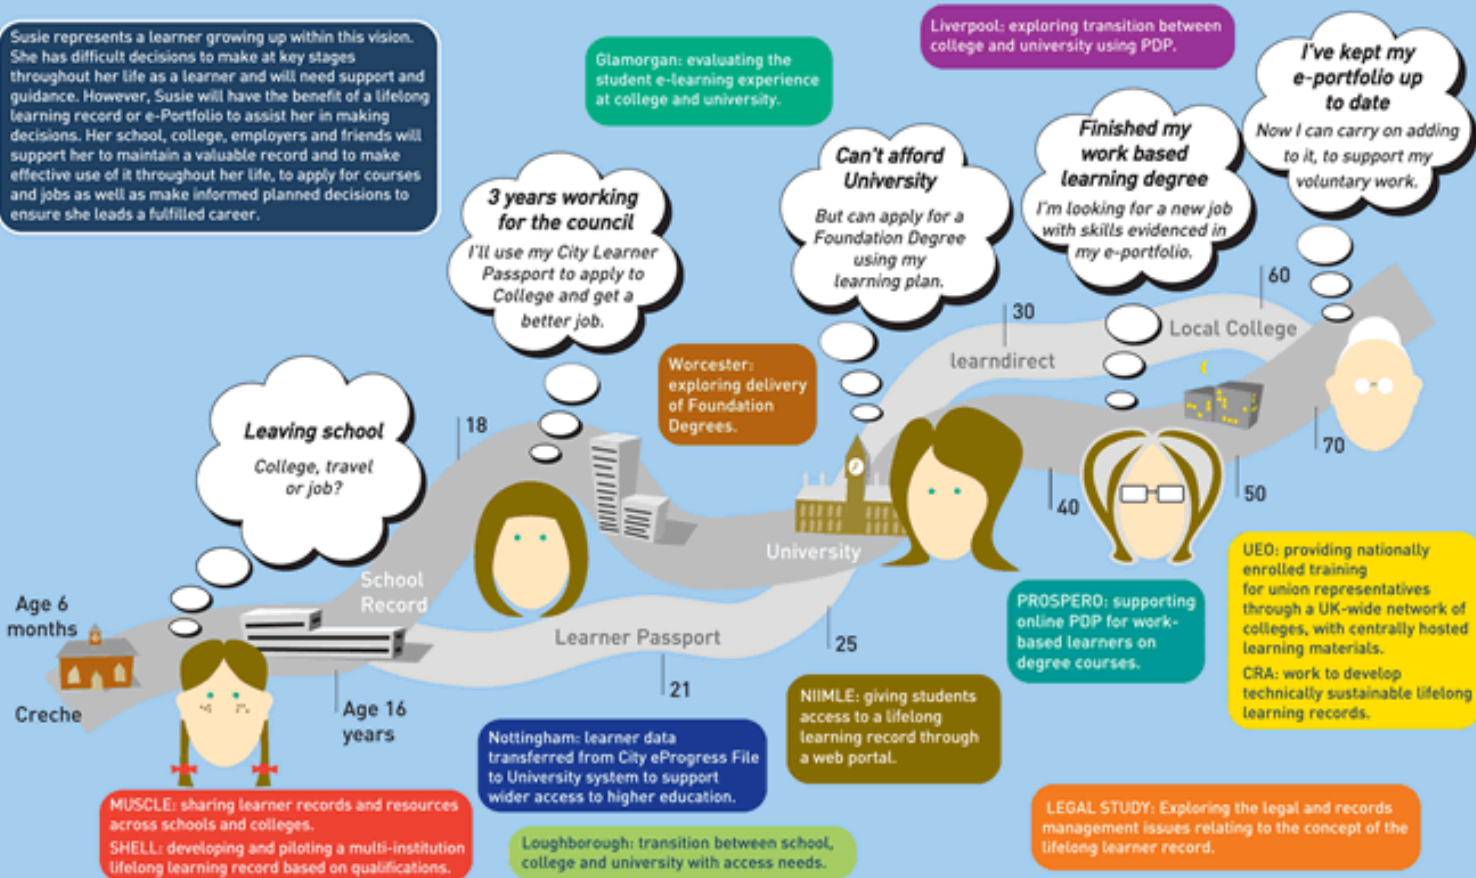 Susie represents a learner growing up within this vision.
She has difficult decisions to make at key stages
throughout her life as a learner and will need support and
guidance. However, Susie will have the benefit of a lifelong
learning record or e-Portfolio to assist her in making
decisions. Her school, college, employers and friends will
support her to maintain a valuable record and to make
effective use of it throughout her life, to apply for courses
and jobs as well as make informed planned decisions to
ensure she leads a fulfilled career.
Glamorgan: evaluating the
student e-learning experience
at college and university.
Liverpool: exploring transition between
college and university using PDP.
I've kept my
e-portfolio up
to date
Now I can carry on adding
to it, to support my
voluntary work.
Finished my
work based
learning degree
I'm looking for a new job
with skills evidenced in
my e-portfolio.
Can't afford
University
But can apply for a
Foundation Degree
using my
learning plan.
3 years working
for the council
I'll use my City Learner
Passport to apply to
College and get a
better job.
Leaving school
College, travel
or job?
Worcester:
exploring delivery
of Foundation
Degrees.
60
30
Local College
learndirect
18
70
50
40
University
School
Record
Age 6
months
Creche
Learner Passport
25
21
Age 16
years
UEO: providing nationally
enrolled training
for union representatives
through a UK-wide network of
colleges, with centrally hosted
learning materials.
CRA: work to develop
technically sustainable lifelong
learning records.
PROSPERO: supporting
online PDP for work-
based learners on
degree courses.
NIIMLE: giving students
access to a lifelong
learning record through
a web portal.
Nottingham: learner data
transferred from City eProgress File
to University system to support
wider access to higher education.
MUSCLE: sharing learner records and resources
across schools and colleges.
SHELL: developing and piloting a multi-institution
lifelong learning record based on qualifications.
Loughborough: transition between school,
college and university with access needs.
LEGAL STUDY: Exploring the legal and records
management issues relating to the concept of the
lifelong learner record.